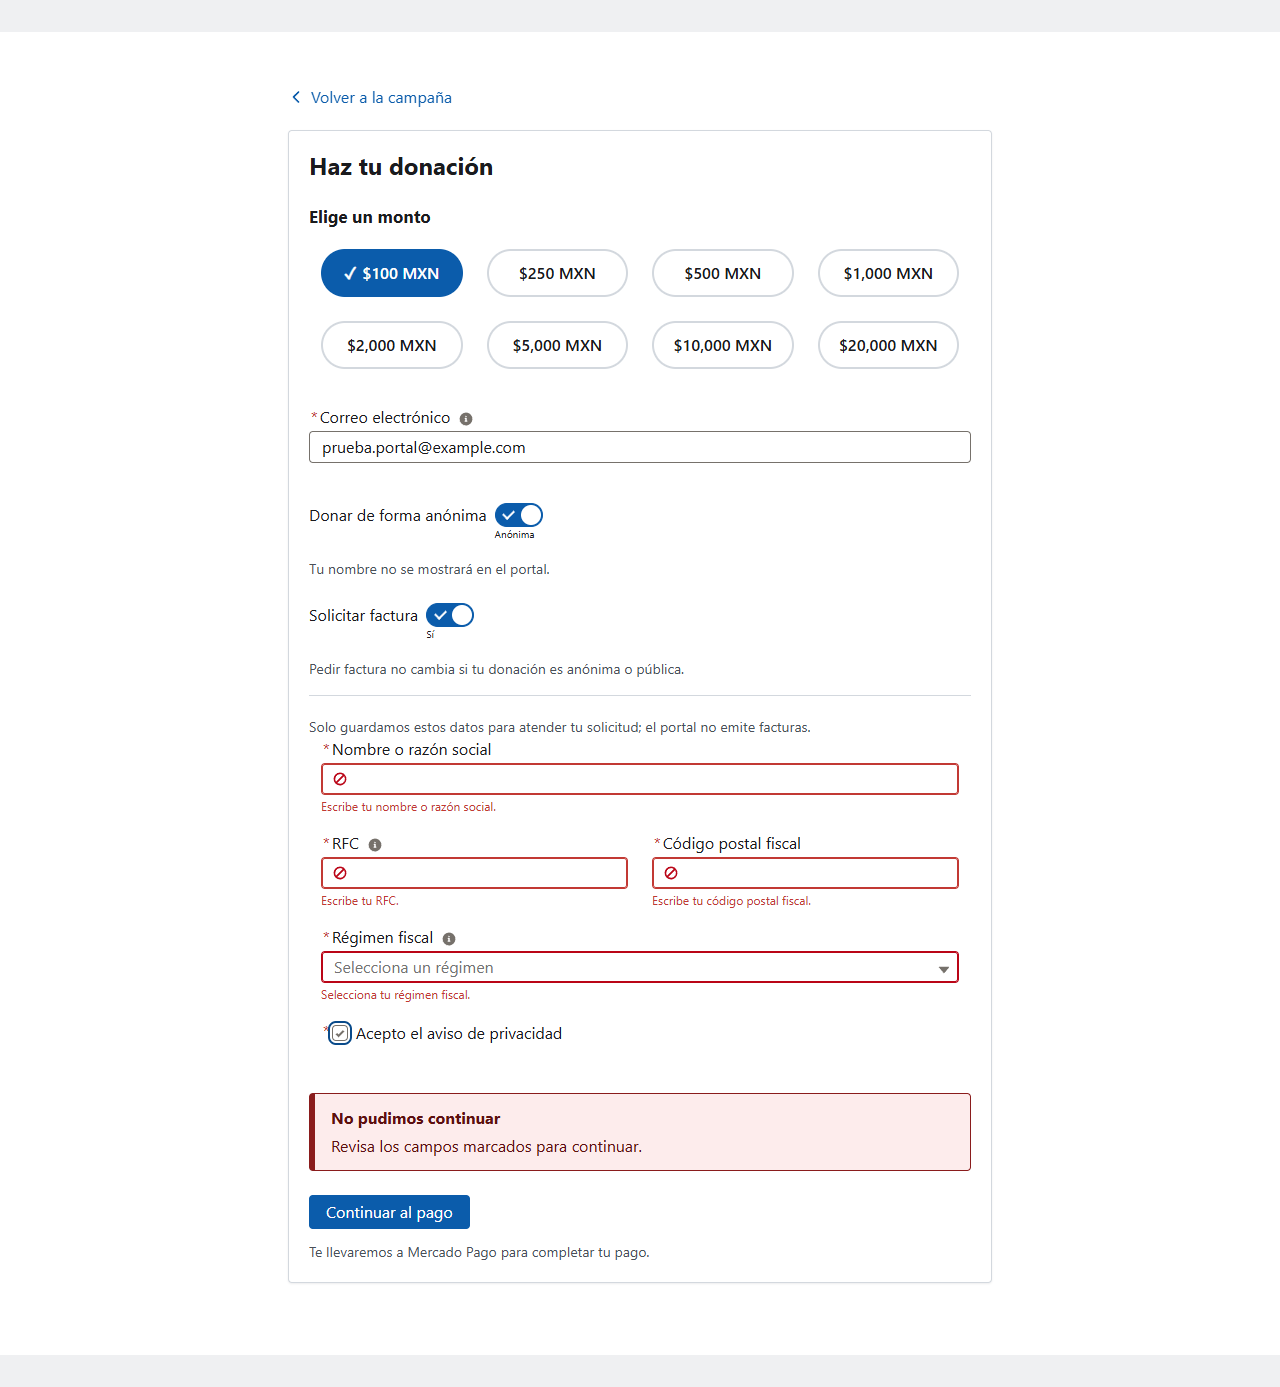 Volver a la campaña
Haz tu donación
Elige un monto
$100 MXN
$250 MXN
$500 MXN
$1,000 MXN
$2,000 MXN
$5,000 MXN
$10,000 MXN
$20,000 MXN
*Correo electrónico
prueba.portal@example.com
Donar de forma anónima
Anónima
Tu nombre no se mostrará en el portal.
Solicitar factura
Sí
Pedir factura no cambia si tu donación es anónima o pública.
Solo guardamos estos datos para atender tu solicitud; el portal no emite facturas.
*Nombre o razón social
Escribe tu nombre o razón social.
*RFC
*Código postal fiscal
Escribe tu RFC.
Escribe tu código postal fiscal.
*Régimen fiscal
Selecciona un régimen
Selecciona tu régimen fiscal.
*Acepto el aviso de privacidad
No pudimos continuar
Revisa los campos marcados para continuar.
Continuar al pago
Te llevaremos a Mercado Pago para completar tu pago.